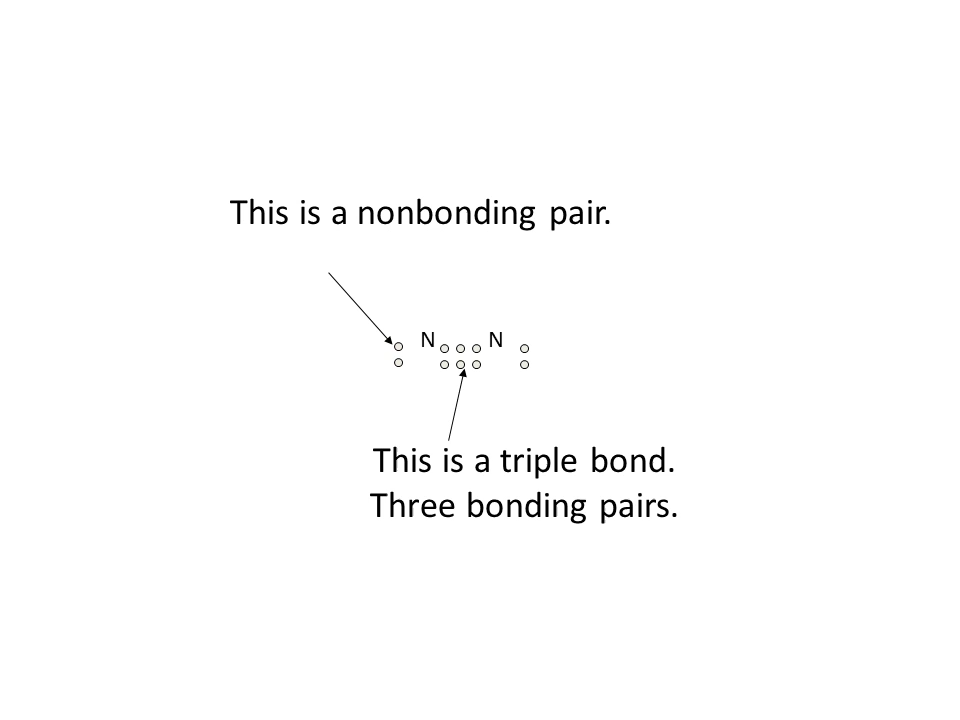 This is a nonbonding pair.
N N
This is a triple bond.
Three bonding pairs.